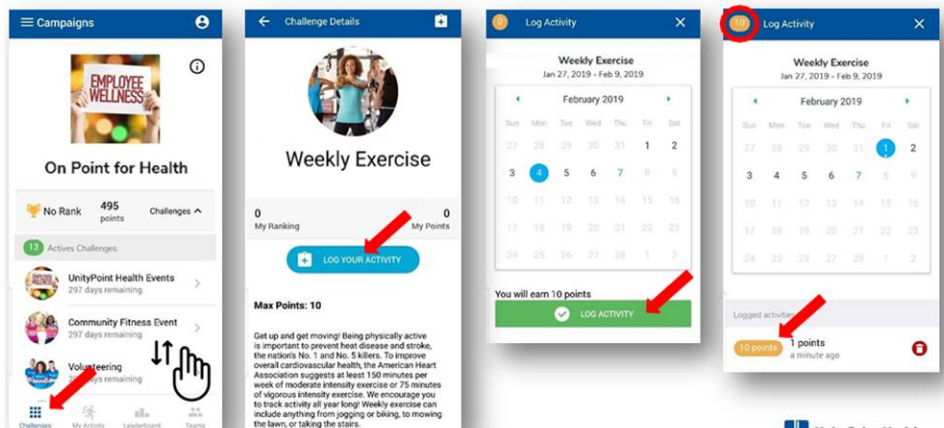 Campaigns
EMPLOYEE
WELLNESS
On Point for Health
No Rank
495
points
Challenges
13 Actives Challenges
UnityPoint Health Events
297 days remaining
Community Fitness Event
297 days remaining
Volunteering
days remaining
Challenges
My Activity
Leaderboard
Teams
Challenge Details
Weekly Exercise
0
My Ranking
0
My Points
LOG YOUR ACTIVITY
Max Points: 10
Get up and get moving! Being physically active
is important to prevent heat disease and stroke,
the nation's No. 1 and No. 5 killers. To improve
overall cardiovascular health, the American Heart
Association suggests at least 150 minutes per
week of moderate intensity exercise or 75 minutes
of vigorous intensity exercise. We encourage you
to track activity all year long! Weekly exercise can
include anything from jogging or biking, to mowing
the lawn, or taking the stairs.
0 Log Activity
Weekly Exercise
Jan 27, 2019 - Feb 9, 2019
February 2019
Sun Mon Tue Wed Thu Fri Sat
27 28 29 30 31 1 2
3 4 5 6 7 8 9
10 11 12 13 14 15 16
17 18 19 20 21 22 23
24 25 26 27 28 1 2
You will earn 10 points
LOG ACTIVITY
10 Log Activity
Weekly Exercise
Jan 27, 2019 - Feb 9, 2019
February 2019
Sun Mon Tue Wed Thu Fri Sat
27 28 29 30 31 1 2
3 4 5 6 7 8 9
10 11 12 13 14 15 16
17 18 19 20 21 22 23
24 25 26 27 28 1 2
Logged activities
10 points
1 points
a minute ago